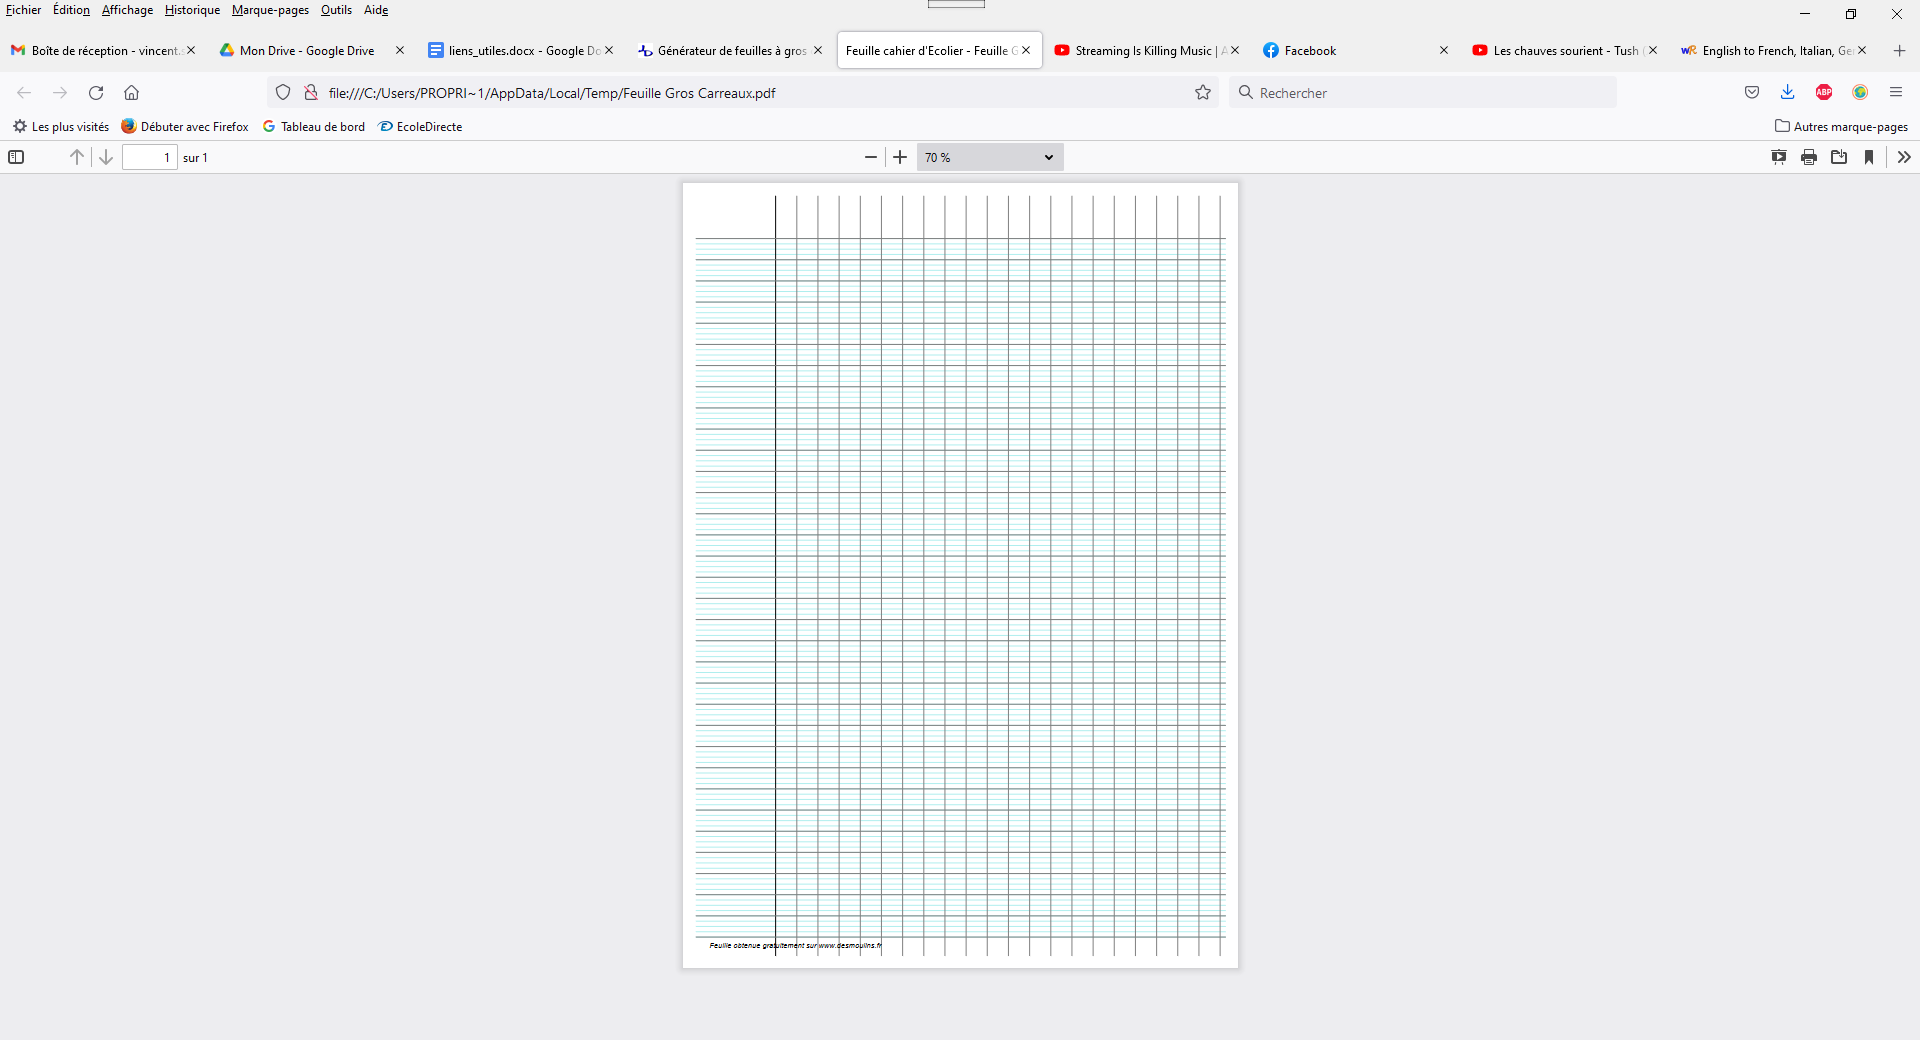 Fichier Édition Affichage Historique Marque-pages Outils Aide
Boîte de réception - vincent.s Mon Drive - Google Drive liens_utiles.docx - Google Do Générateur de feuilles à gros Feuille cahier d'Ecolier - Feuille G Streaming Is Killing Music | A Facebook Les chauves sourient - Tush ( English to French, Italian, Ger
file:///C:/Users/PROPRI~1/AppData/Local/Temp/Feuille Gros Carreaux.pdf Rechercher ABP
Les plus visités Débuter avec Firefox Tableau de bord EcoleDirecte Autres marque-pages
1 sur 1 70 %
Feuille obtenue gratuitement sur www.desmoulins.fr